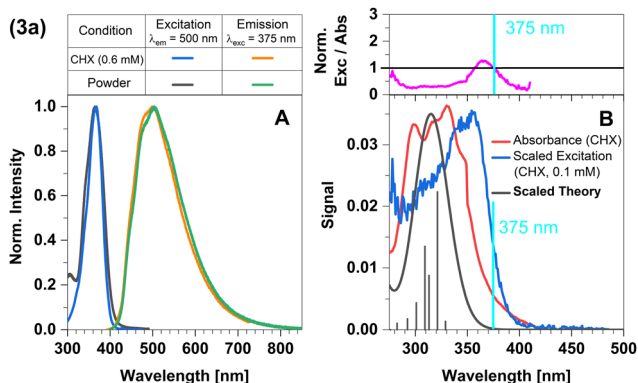 (3a)
Condition Excitation Emission
λem = 500 nm λexc = 375 nm
CHX (0.6 mM)
Powder
A
Norm. Intensity
1.0
0.8
0.6
0.4
0.2
0.0
300 400 500 600 700 800
Wavelength [nm]
Norm.
Exc / Abs
3
2
1
0
375 nm
B
Absorbance (CHX)
Scaled Excitation
(CHX, 0.1 mM)
Scaled Theory
375 nm
Signal
0.03
0.02
0.01
0.00
300 350 400 450 500
Wavelength [nm]